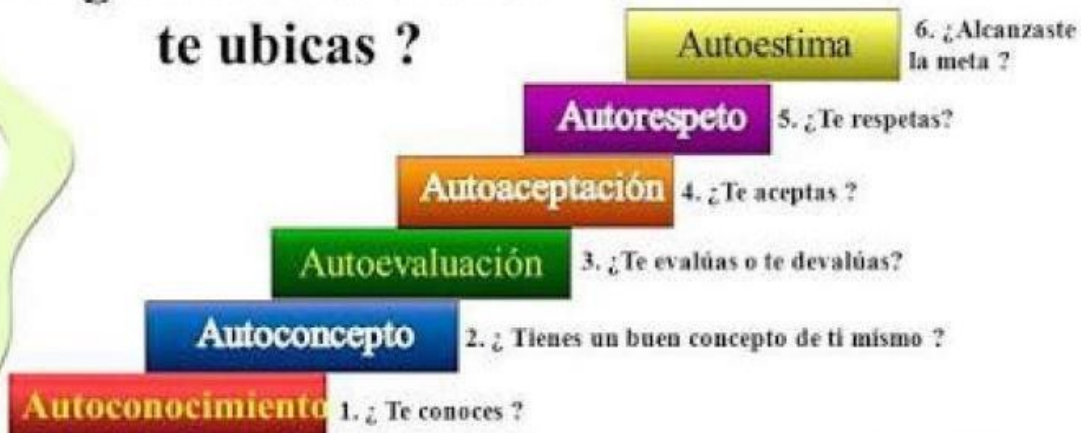 te ubicas ?
Autoestima
6. ¿Alcanzaste
la meta ?
Autorespeto
5. ¿Te respetas?
Autoaceptación
4. ¿Te aceptas ?
Autoevaluación
3. ¿Te evalúas o te devalúas?
Autoconcepto
2. ¿ Tienes un buen concepto de ti mismo ?
Autoconocimiento
1. ¿ Te conoces ?